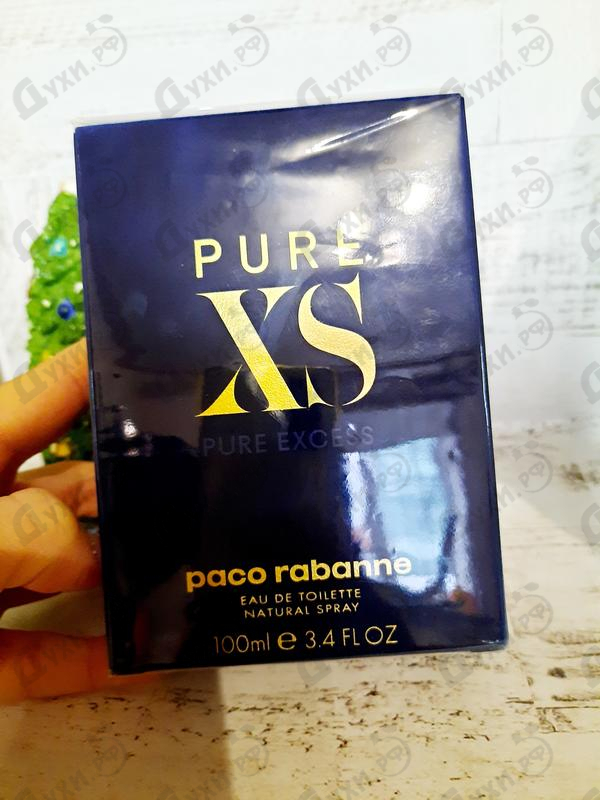 PURE
XS
PURE EXCESS
paco rabanne
EAU DE TOILETTE
NATURAL SPRAY
100ml e 3.4 FL OZ
Духи.РФ